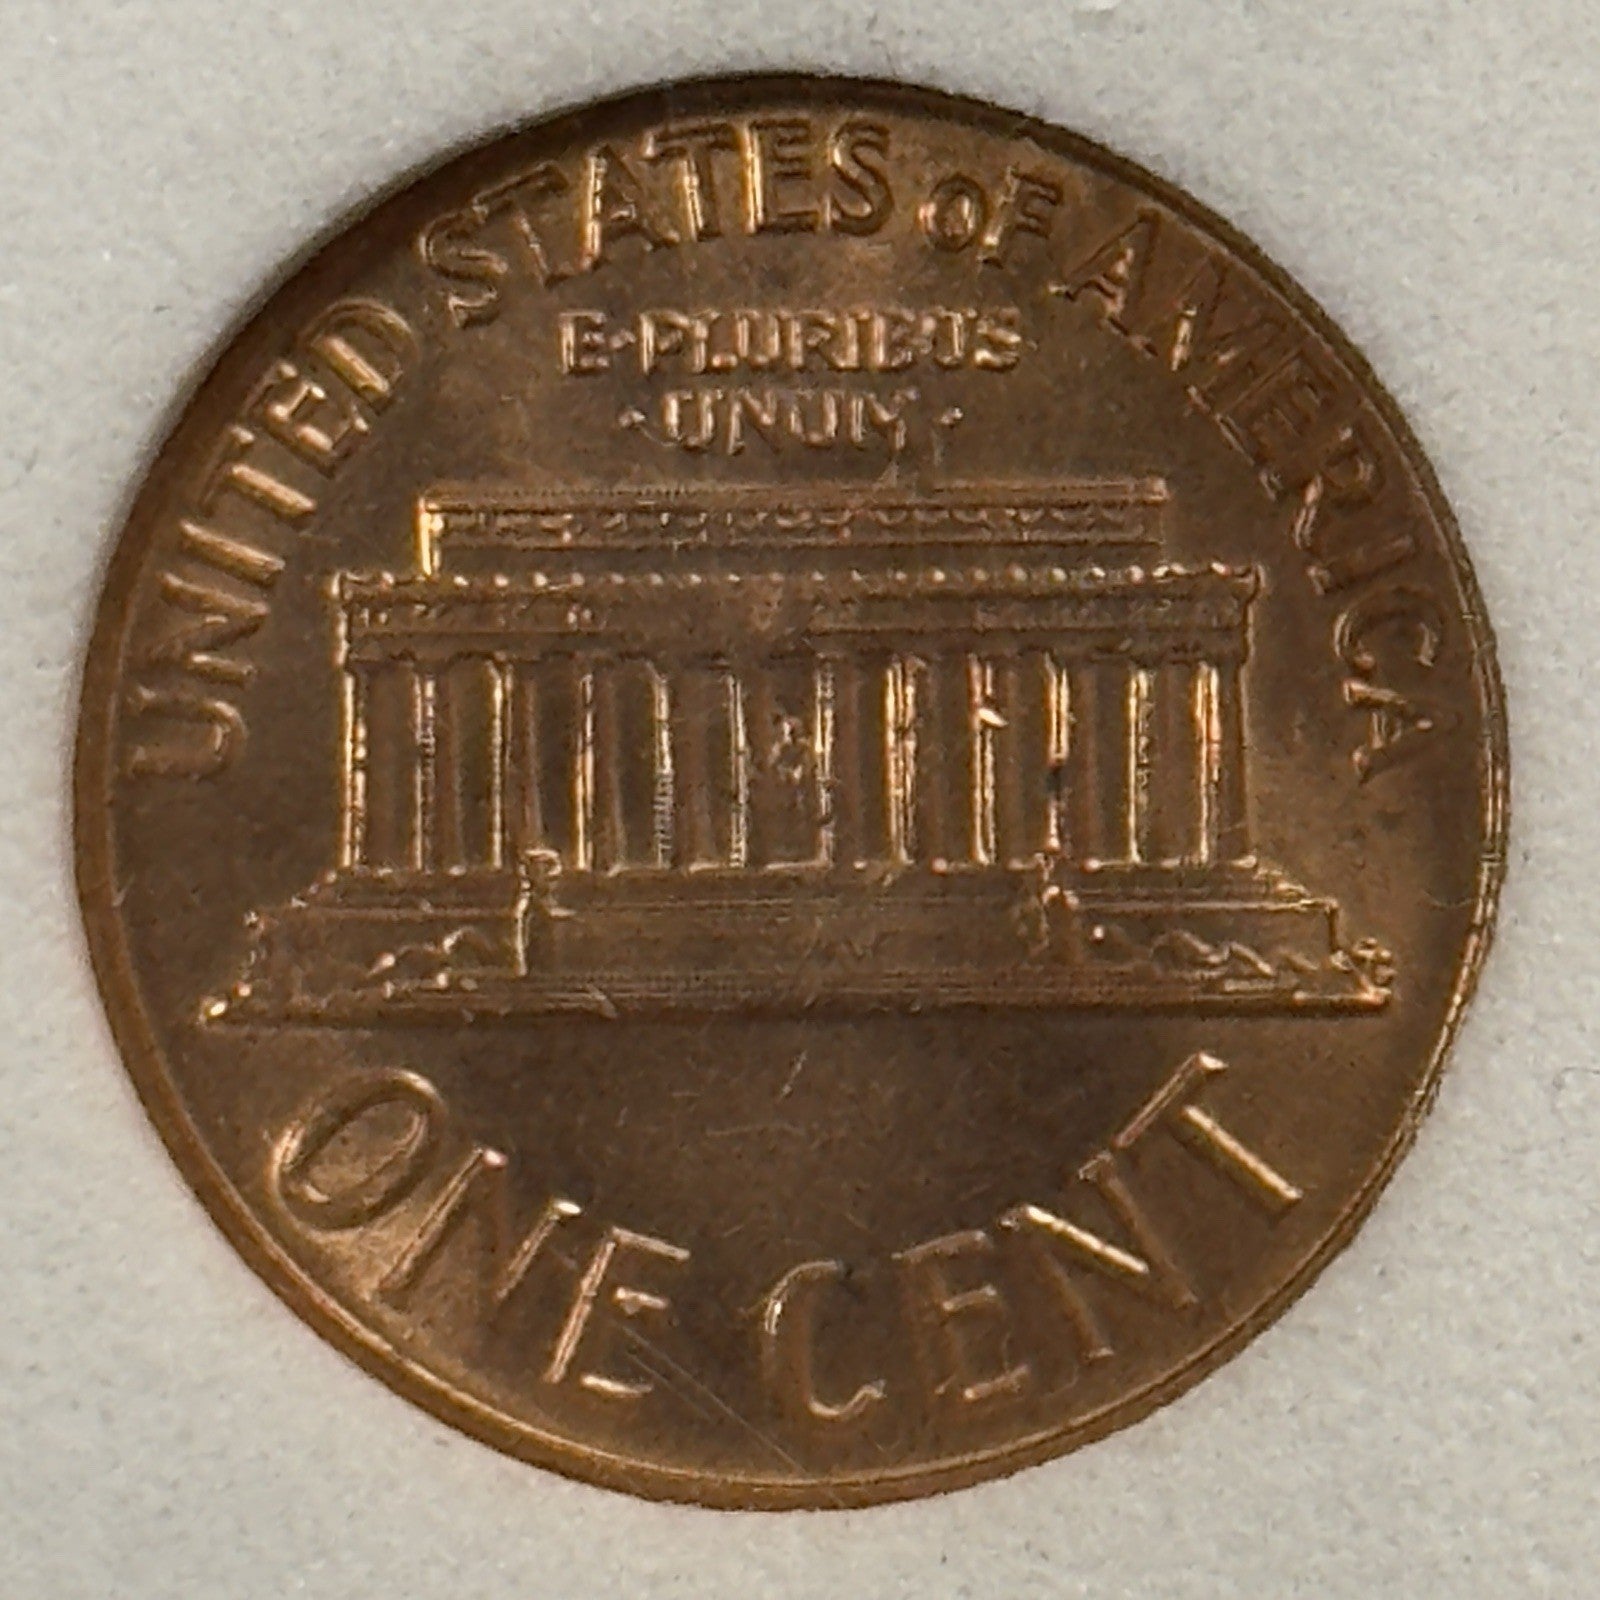 UNITED STATES OF AMERICA
E·PLURIBUS
·UNUM·
ONE CENT